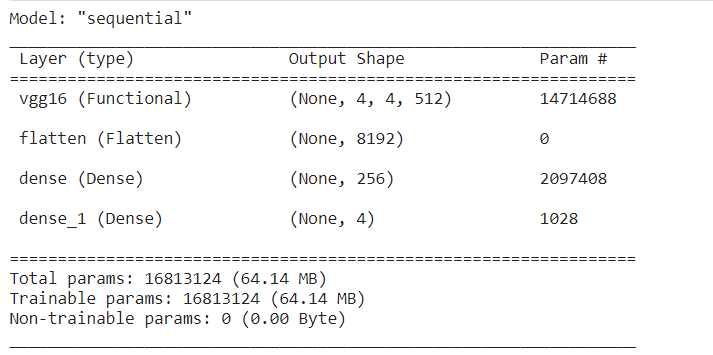 Model: "sequential"
_________________________________________________________________
Layer (type) Output Shape Param #
=================================================================
vgg16 (Functional) (None, 4, 4, 512) 14714688
flatten (Flatten) (None, 8192) 0
dense (Dense) (None, 256) 2097408
dense_1 (Dense) (None, 4) 1028
=================================================================
Total params: 16813124 (64.14 MB)
Trainable params: 16813124 (64.14 MB)
Non-trainable params: 0 (0.00 Byte)
_________________________________________________________________